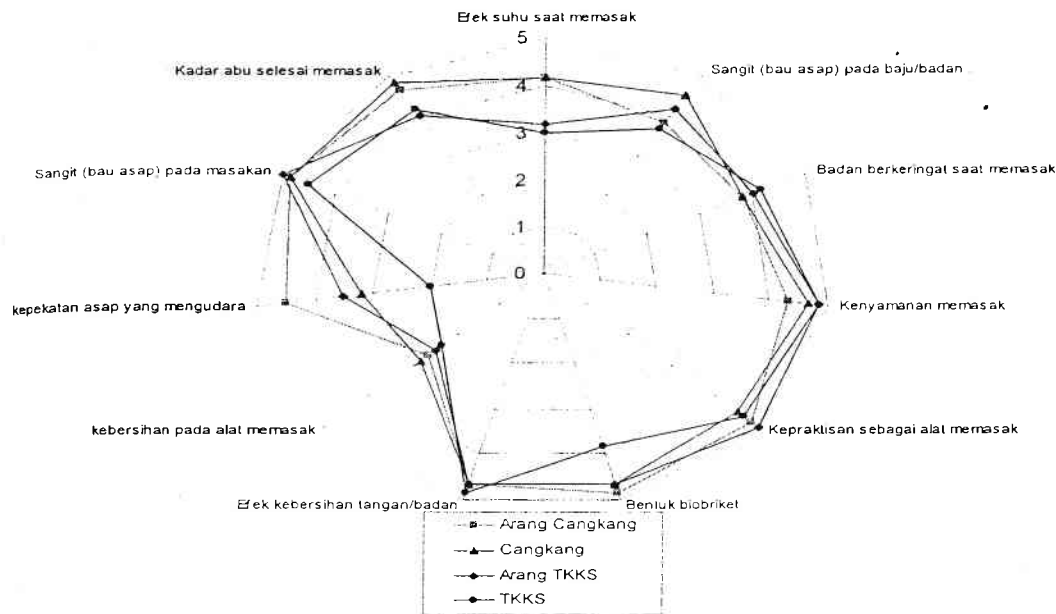 Efek suhu saat memasak
5
Kadar abu selesai memasak
Sangit (bau asap) pada baju/badan
4
3
Sangit (bau asap) pada masakan
Badan berkeringat saat memasak
2
1
0
kepekatan asap yang mengudara
Kenyamanan memasak
kebersihan pada alat memasak
Kepraktisan sebagai alat memasak
Efek kebersihan tangan/badan
Bentuk biobriket
Arang Cangkang
Cangkang
Arang TKKS
TKKS